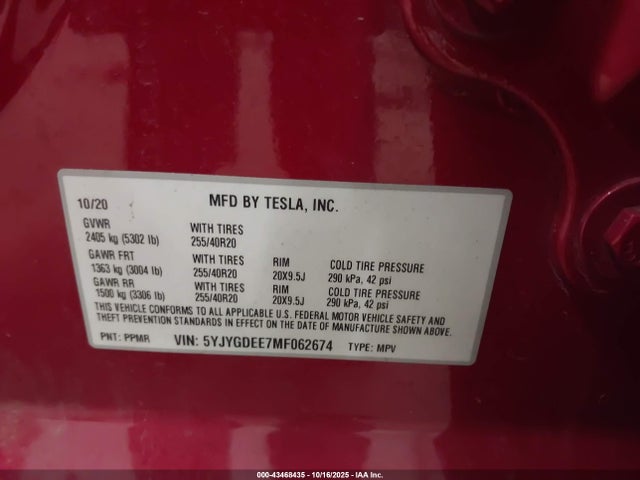 10/20 MFD BY TESLA, INC.
GVWR WITH TIRES
2405 kg (5302 lb) 255/40R20
GAWR FRT WITH TIRES RIM COLD TIRE PRESSURE
1363 kg (3004 lb) 255/40R20 20X9.5J 290 kPa, 42 psi
GAWR RR WITH TIRES RIM COLD TIRE PRESSURE
1500 kg (3306 lb) 255/40R20 20X9.5J 290 kPa, 42 psi
THIS VEHICLE CONFORMS TO ALL APPLICABLE U.S. FEDERAL MOTOR VEHICLE SAFETY AND
THEFT PREVENTION STANDARDS IN EFFECT ON THE DATE OF MANUFACTURE SHOWN ABOVE.
PNT: PPMR VIN: 5YJYGDEE7MF062674 TYPE: MPV
000-43468435 - 10/16/2025 - IAA Inc.